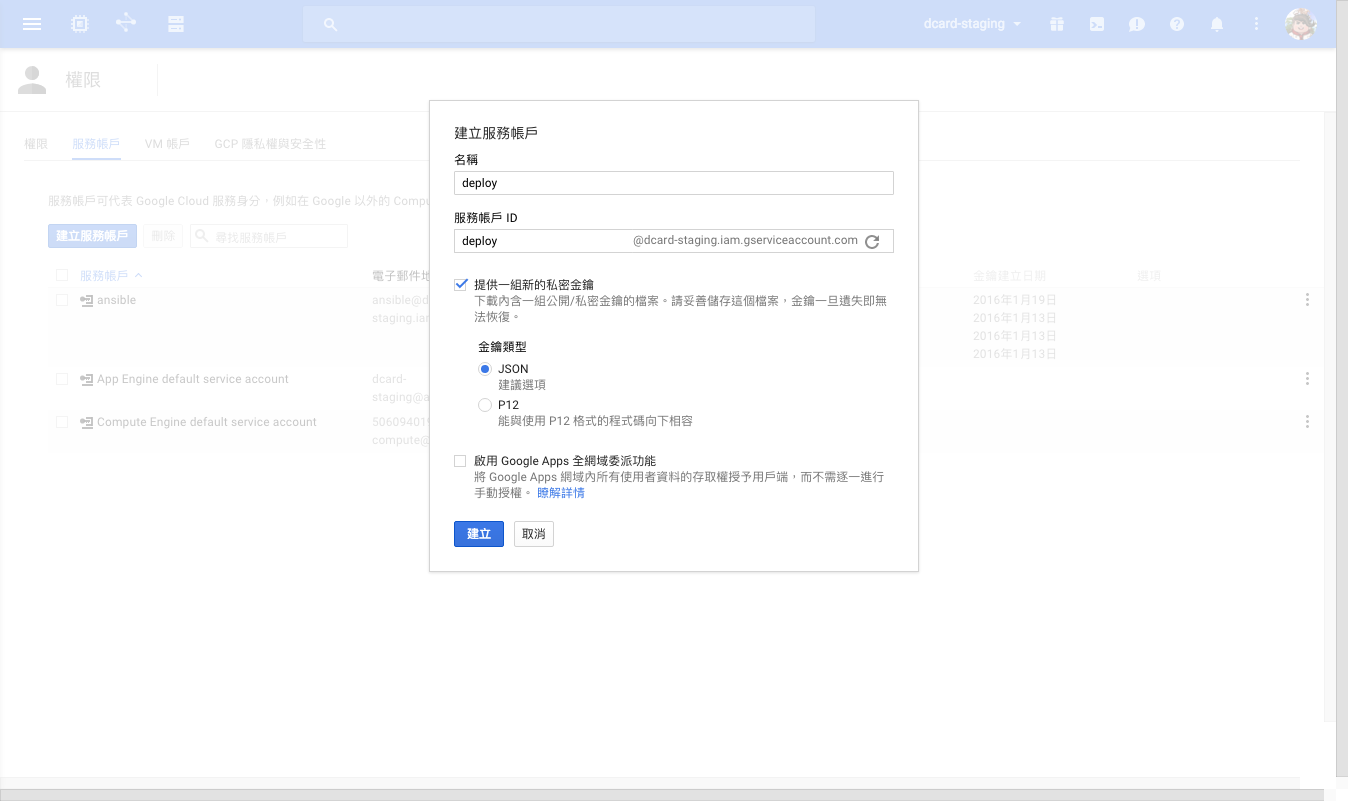 dcard-staging
權限
權限 服務帳戶 VM 帳戶 GCP 隱私權與安全性
服務帳戶可代表 Google Cloud 服務身分，例如在 Google 以外的
建立服務帳戶 刪除 尋找服務帳戶
服務帳戶 電子郵件地 金鑰建立日期 選項
ansible ansible@d 2016年1月19日
staging.iar 2016年1月13日
2016年1月13日
2016年1月13日
App Engine default service account dcard-
staging@a
Compute Engine default service account 506094019
compute@
建立服務帳戶
名稱
deploy
服務帳戶 ID
deploy @dcard-staging.iam.gserviceaccount.com
提供一組新的私密金鑰
下載內含一組公開/私密金鑰的檔案。請妥善儲存這個檔案，金鑰一旦遺失即無
法恢復。
金鑰類型
JSON
建議選項
P12
能與使用 P12 格式的程式碼向下相容
啟用 Google Apps 全網域委派功能
將 Google Apps 網域內所有使用者資料的存取權授予用戶端，而不需逐一進行
手動授權。 瞭解詳情
建立 取消